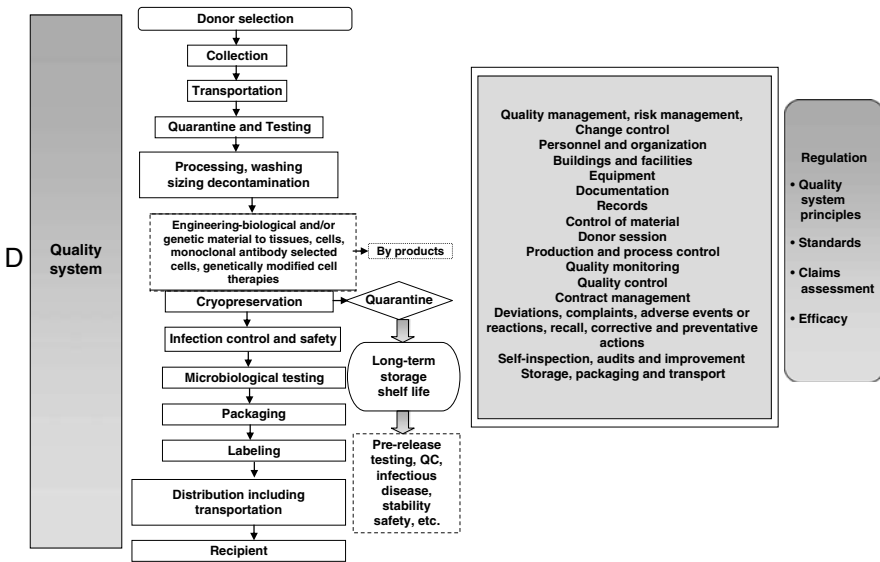 D
Quality
system
Donor selection
Collection
Transportation
Quarantine and Testing
Processing, washing
sizing decontamination
Engineering-biological and/or
genetic material to tissues, cells,
monoclonal antibody selected
cells, genetically modified cell
therapies
By products
Cryopreservation
Quarantine
Infection control and safety
Microbiological testing
Packaging
Labeling
Distribution including
transportation
Recipient
Long-term
storage
shelf life
Pre-release
testing, QC,
infectious
disease,
stability
safety, etc.
Quality management, risk management,
Change control
Personnel and organization
Buildings and facilities
Equipment
Documentation
Records
Control of material
Donor session
Production and process control
Quality monitoring
Quality control
Contract management
Deviations, complaints, adverse events or
reactions, recall, corrective and preventative
actions
Self-inspection, audits and improvement
Storage, packaging and transport
Regulation
• Quality
system
principles
• Standards
• Claims
assessment
• Efficacy